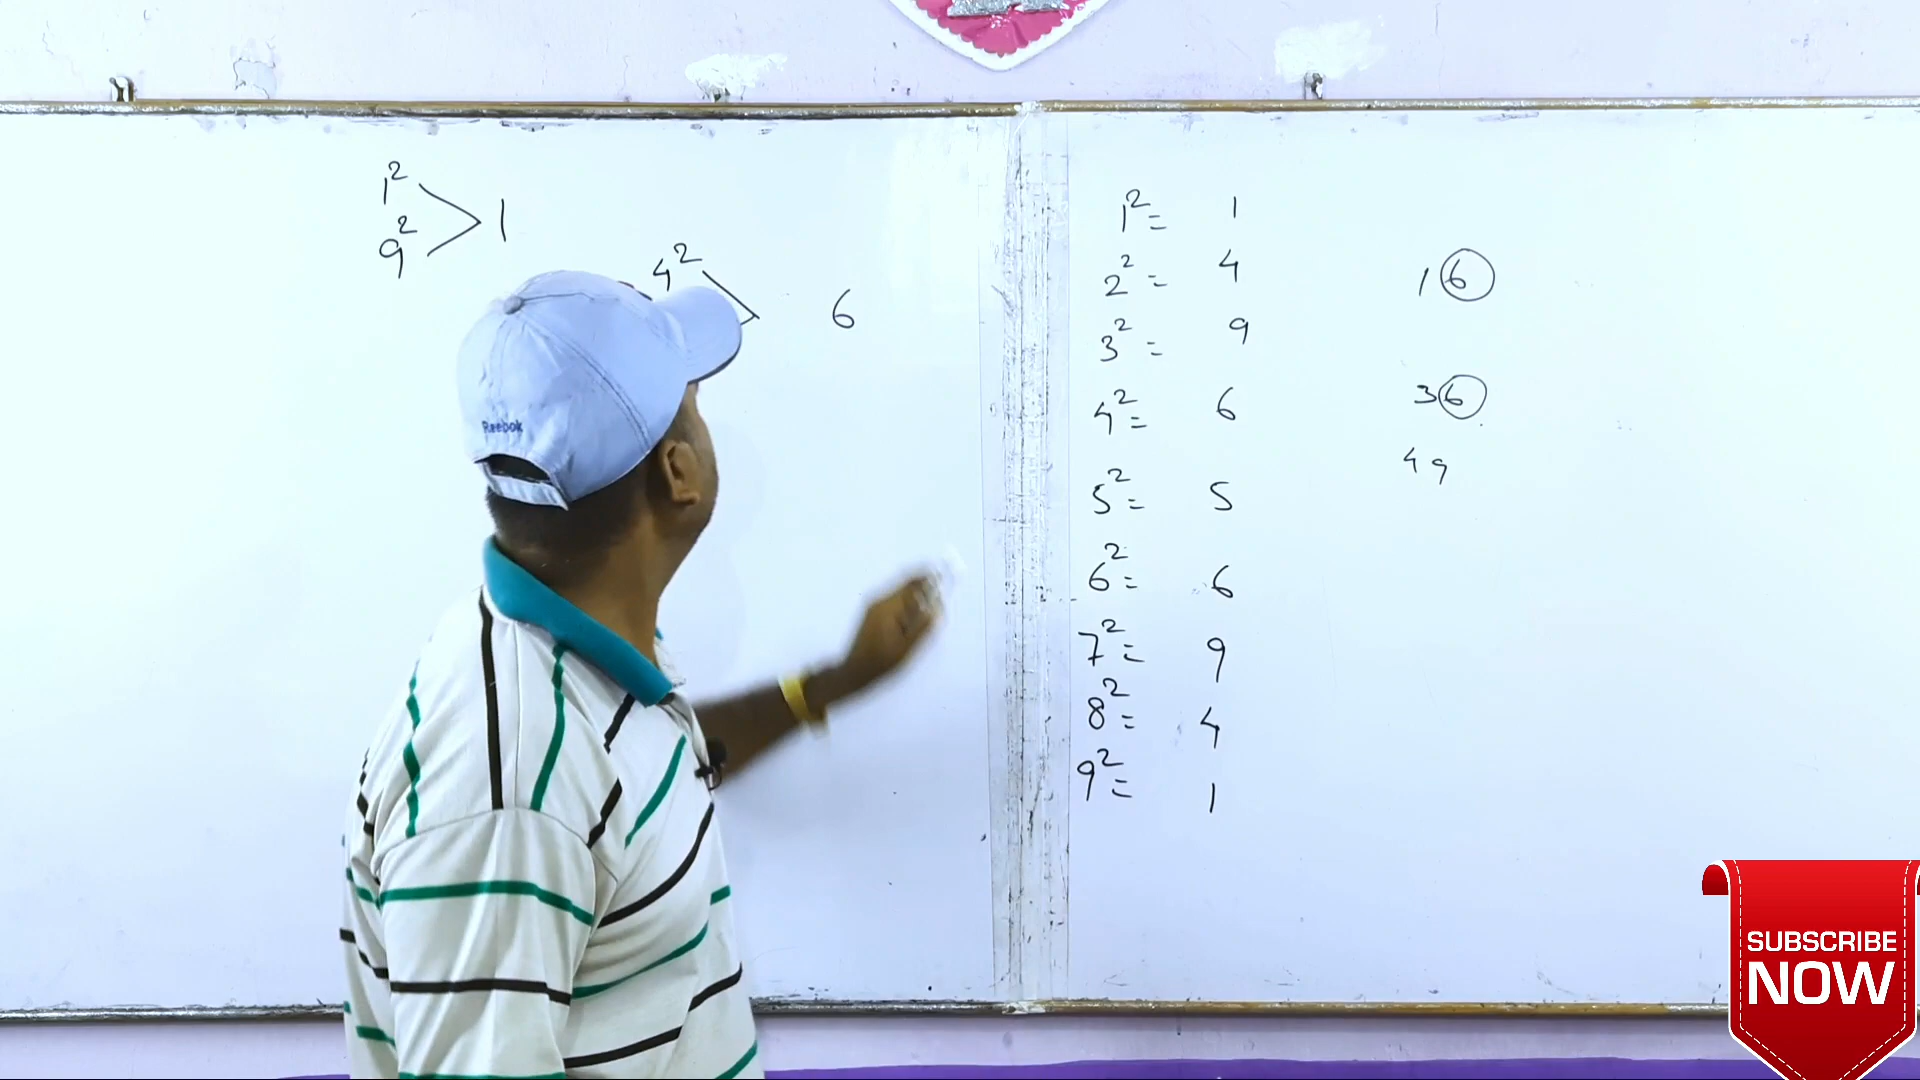 1²
9²
1
4²
6
1² = 1
2² = 4
3² = 9
4² = 6
5² = 5
6² = 6
7² = 9
8² = 4
9² = 1
16
36
49
Reebok
SUBSCRIBE
NOW